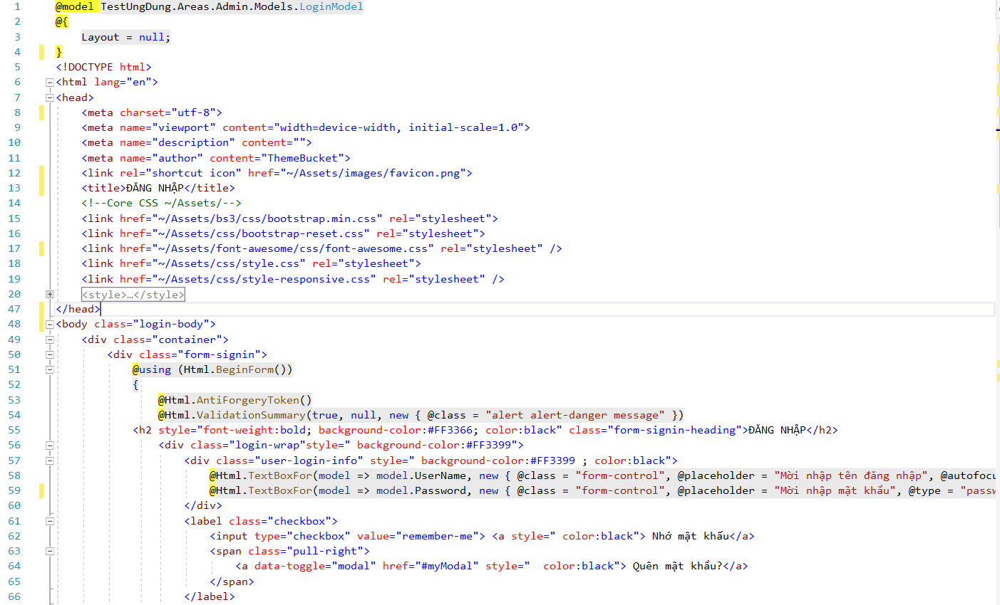 1 @model TestUngDung.Areas.Admin.Models.LoginModel
2 @{
3 Layout = null;
4 }
5 <!DOCTYPE html>
6 <html lang="en">
7 <head>
8 <meta charset="utf-8">
9 <meta name="viewport" content="width=device-width, initial-scale=1.0">
10 <meta name="description" content="">
11 <meta name="author" content="ThemeBucket">
12 <link rel="shortcut icon" href="~/Assets/images/favicon.png">
13 <title>ĐĂNG NHẬP</title>
14 <!--Core CSS ~/Assets/-->
15 <link href="~/Assets/bs3/css/bootstrap.min.css" rel="stylesheet">
16 <link href="~/Assets/css/bootstrap-reset.css" rel="stylesheet">
17 <link href="~/Assets/font-awesome/css/font-awesome.css" rel="stylesheet" />
18 <link href="~/Assets/css/style.css" rel="stylesheet">
19 <link href="~/Assets/css/style-responsive.css" rel="stylesheet" />
20 <style>…</style>
47 </head>
48 <body class="login-body">
49 <div class="container">
50 <div class="form-signin">
51 @using (Html.BeginForm())
52 {
53 @Html.AntiForgeryToken()
54 @Html.ValidationSummary(true, null, new { @class = "alert alert-danger message" })
55 <h2 style="font-weight:bold; background-color:#FF3366; color:black" class="form-signin-heading">ĐĂNG NHẬP</h2>
56 <div class="login-wrap"style=" background-color:#FF3399">
57 <div class="user-login-info" style=" background-color:#FF3399 ; color:black">
58 @Html.TextBoxFor(model => model.UserName, new { @class = "form-control", @placeholder = "Mời nhập tên đăng nhập", @autofocu
59 @Html.TextBoxFor(model => model.Password, new { @class = "form-control", @placeholder = "Mời nhập mật khẩu", @type = "passw
60 </div>
61 <label class="checkbox">
62 <input type="checkbox" value="remember-me"> <a style=" color:black"> Nhớ mật khẩu</a>
63 <span class="pull-right">
64 <a data-toggle="modal" href="#myModal" style="  color:black"> Quên mật khẩu?</a>
65 </span>
66 </label>